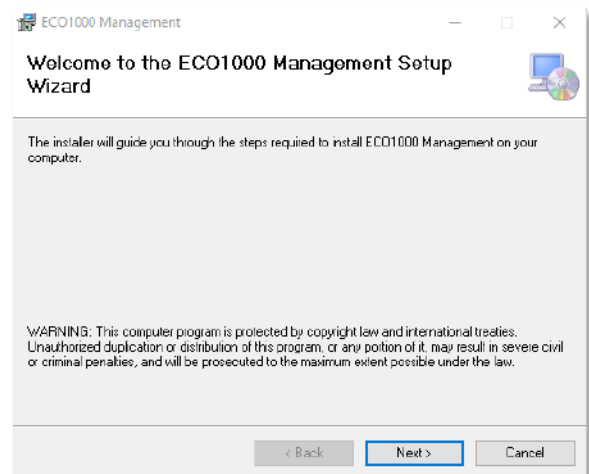 ECO1000 Management
Welcome to the ECO1000 Management Setup
Wizard
The installer will guide you through the steps required to install ECO1000 Management on your
computer.
WARNING: This computer program is protected by copyright law and international treaties.
Unauthorized duplication or distribution of this program, or any portion of it, may result in severe civil
or criminal penalties, and will be prosecuted to the maximum extent possible under the law.
< Back
Next >
Cancel